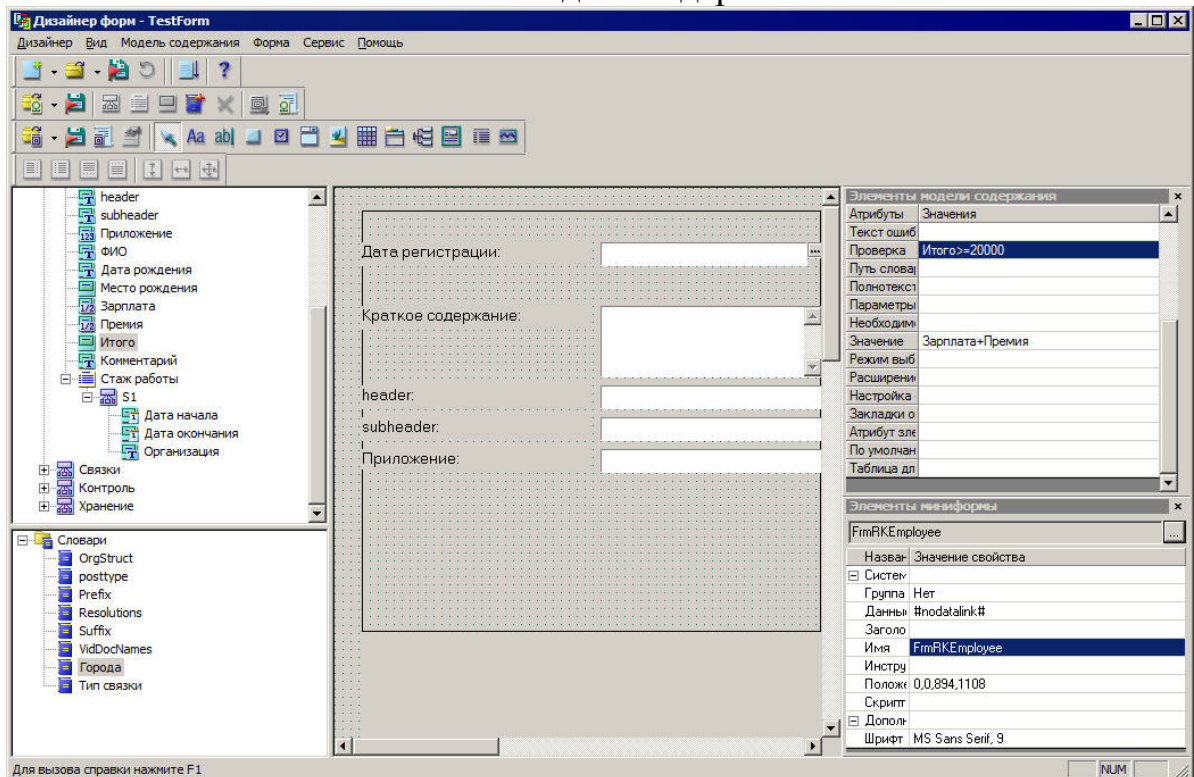 Дизайнер форм - TestForm
Дизайнер Вид Модель содержания Форма Сервис Помощь
Aa ab|
header
subheader
Приложение
ФИО
Дата рождения
Место рождения
Зарплата
Премия
Итого
Комментарий
Стаж работы
S1
Дата начала
Дата окончания
Организация
Связки
Контроль
Хранение
Словари
OrgStruct
posttype
Prefix
Resolutions
Suffix
VidDocNames
Города
Тип связки
Дата регистрации:
Краткое содержание:
header:
subheader:
Приложение:
Элементы модели содержания
Атрибуты Значения
Текст ошиб
Проверка Итого>=20000
Путь словар
Полнотекст
Параметры
Необходим
Значение Зарплата+Премия
Режим выб
Расширени
Настройка
Закладки о
Атрибут эле
По умолчан
Таблица дл
Элементы миниформы
FrmRKEmployee ...
Назван Значение свойства
Систем
Группа Нет
Данны #nodatalink#
Заголо
Имя FrmRKEmployee
Инстру
Положе 0,0,894,1108
Скрипт
Дополн
Шрифт MS Sans Serif, 9
Для вызова справки нажмите F1
NUM